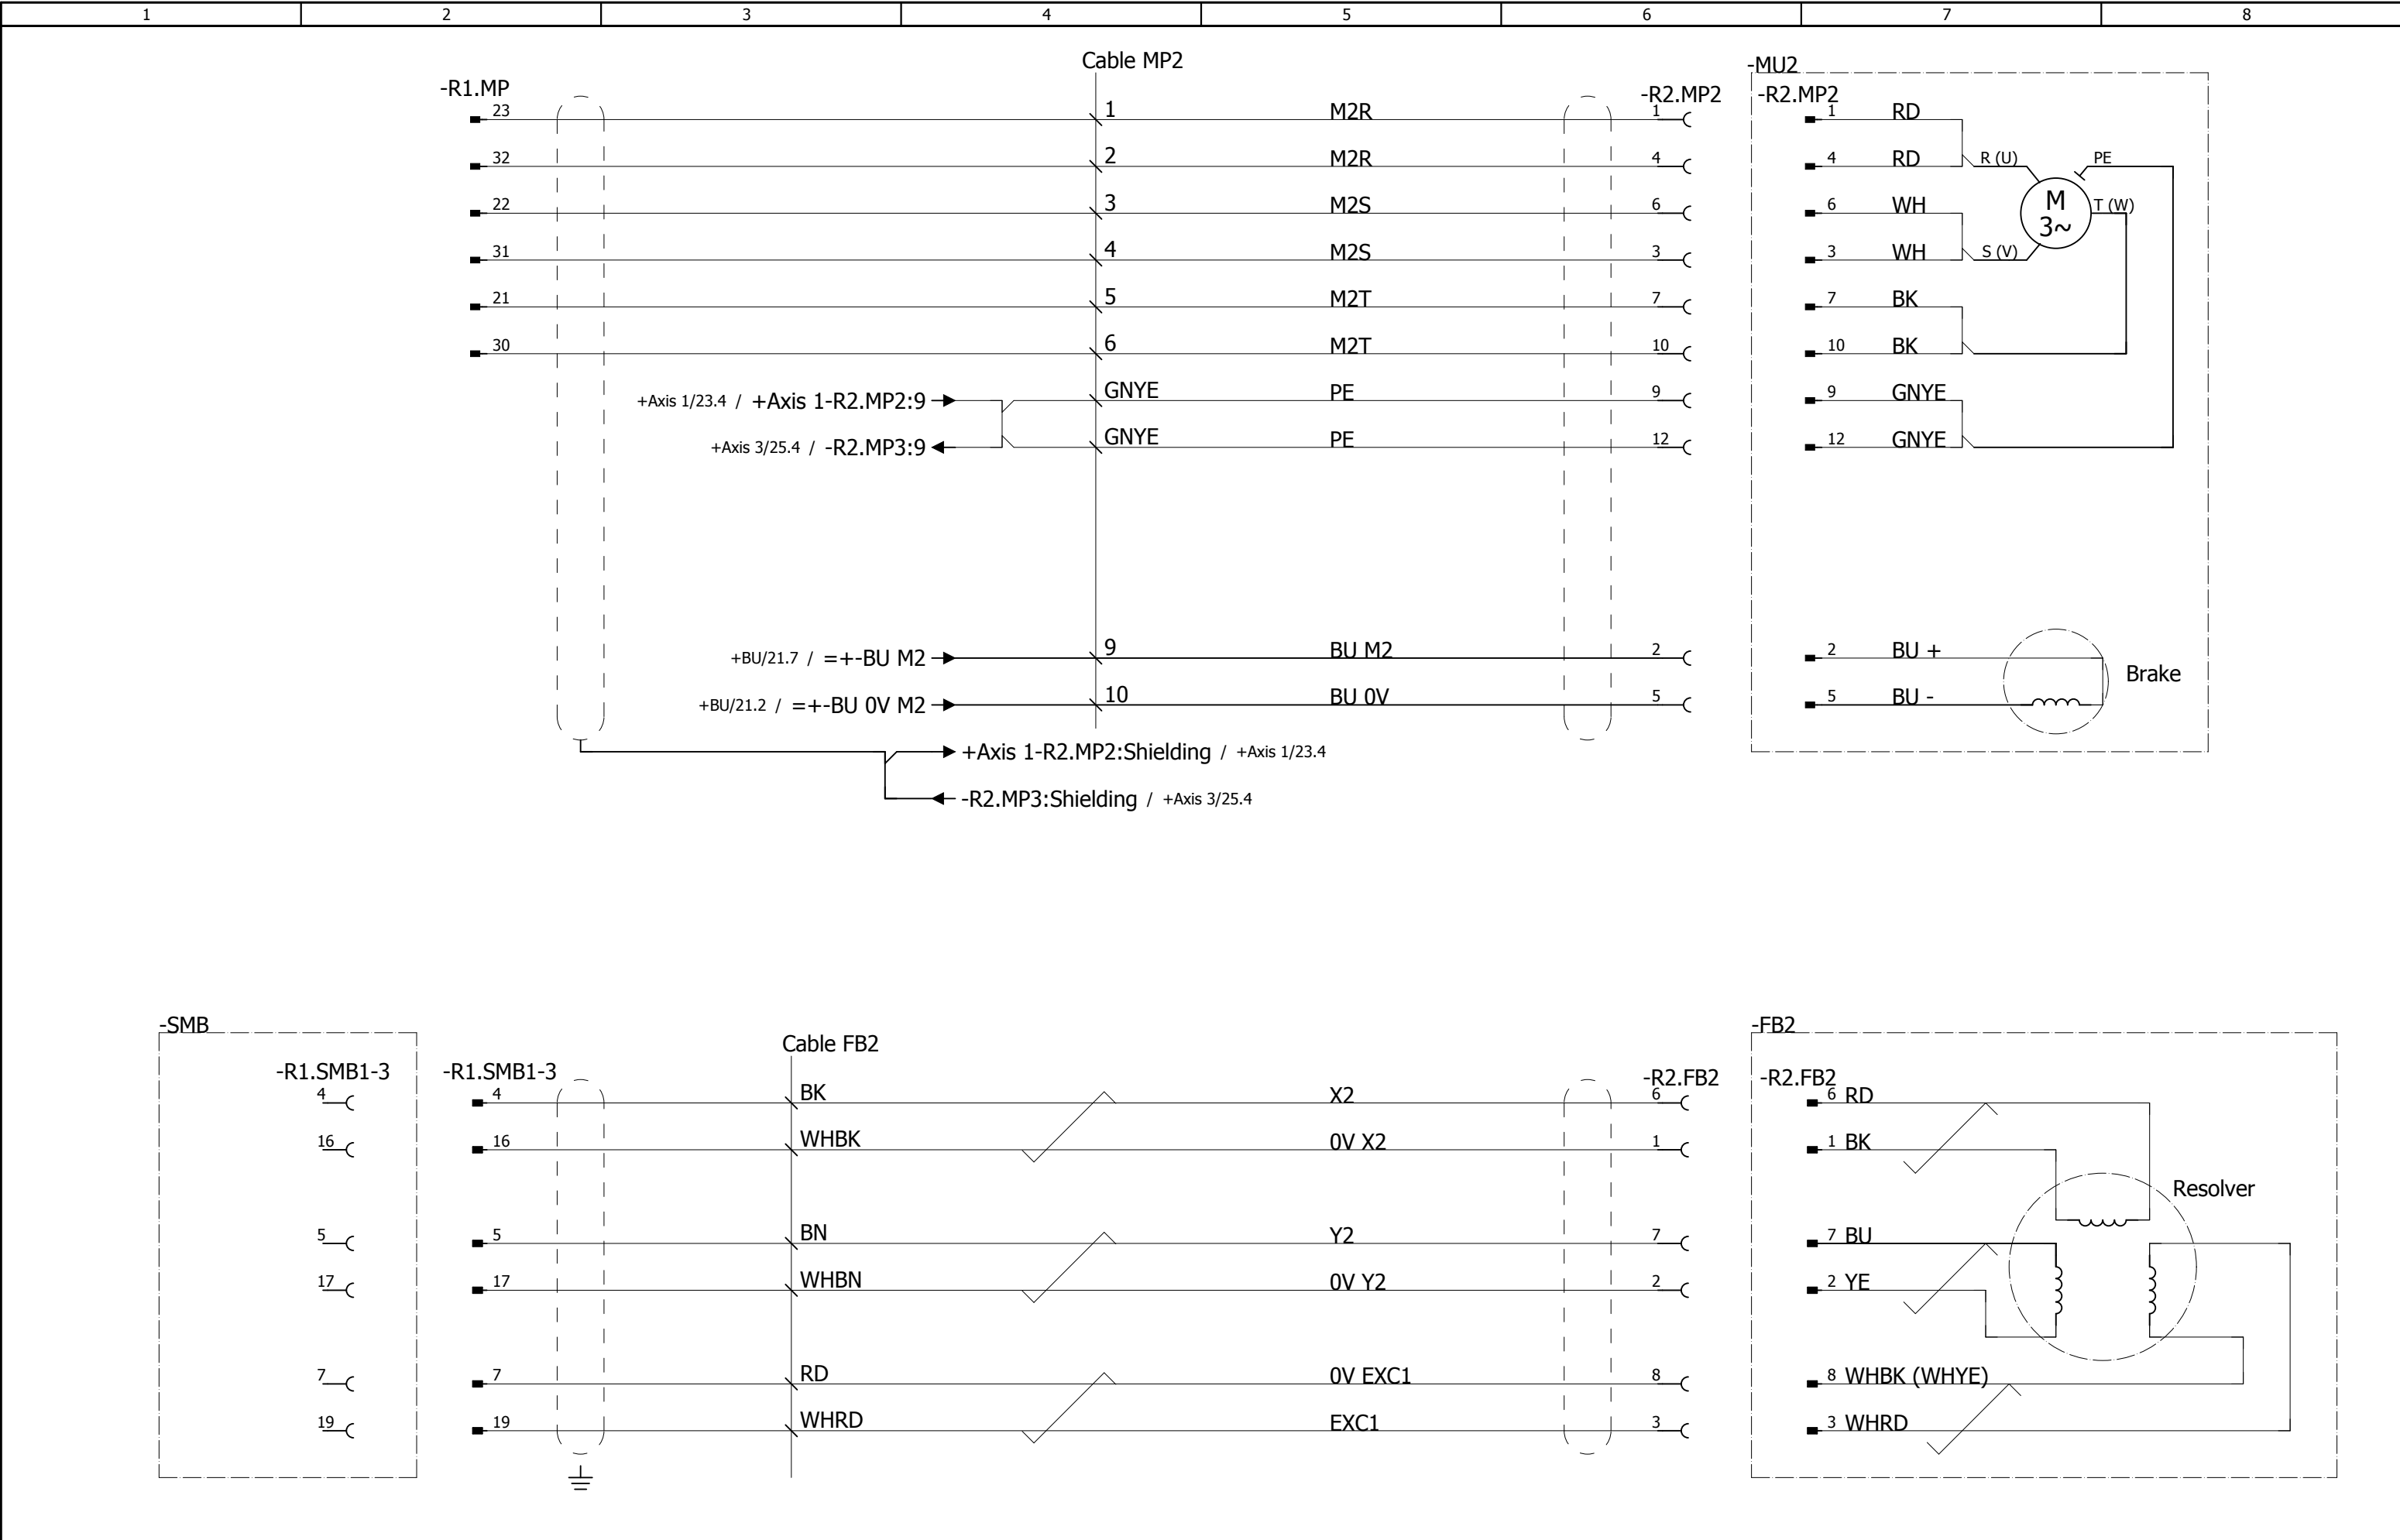 1 2 3 4 5 6 7 8
Cable MP2
-MU2
-R1.MP -R2.MP2 -R2.MP2
23 1 M2R 1 1 RD
32 2 M2R 4 4 RD R (U) PE
22 3 M2S 6 6 WH M T (W)
3~
31 4 M2S 3 3 WH S (V)
21 5 M2T 7 7 BK
30 6 M2T 10 10 BK
+Axis 1/23.4 / +Axis 1-R2.MP2:9 GNYE PE 9 9 GNYE
+Axis 3/25.4 / -R2.MP3:9 GNYE PE 12 12 GNYE
+BU/21.7 / =+-BU M2 9 BU M2 2 2 BU +
Brake
+BU/21.2 / =+-BU 0V M2 10 BU 0V 5 5 BU -
+Axis 1-R2.MP2:Shielding / +Axis 1/23.4
-R2.MP3:Shielding / +Axis 3/25.4
-SMB -FB2
Cable FB2
-R1.SMB1-3 -R1.SMB1-3 -R2.FB2 -R2.FB2
4 4 BK X2 6 6 RD
16 16 WHBK 0V X2 1 1 BK
Resolver
5 5 BN Y2 7 7 BU
17 17 WHBN 0V Y2 2 2 YE
7 7 RD 0V EXC1 8 8 WHBK (WHYE)
19 19 WHRD EXC1 3 3 WHRD